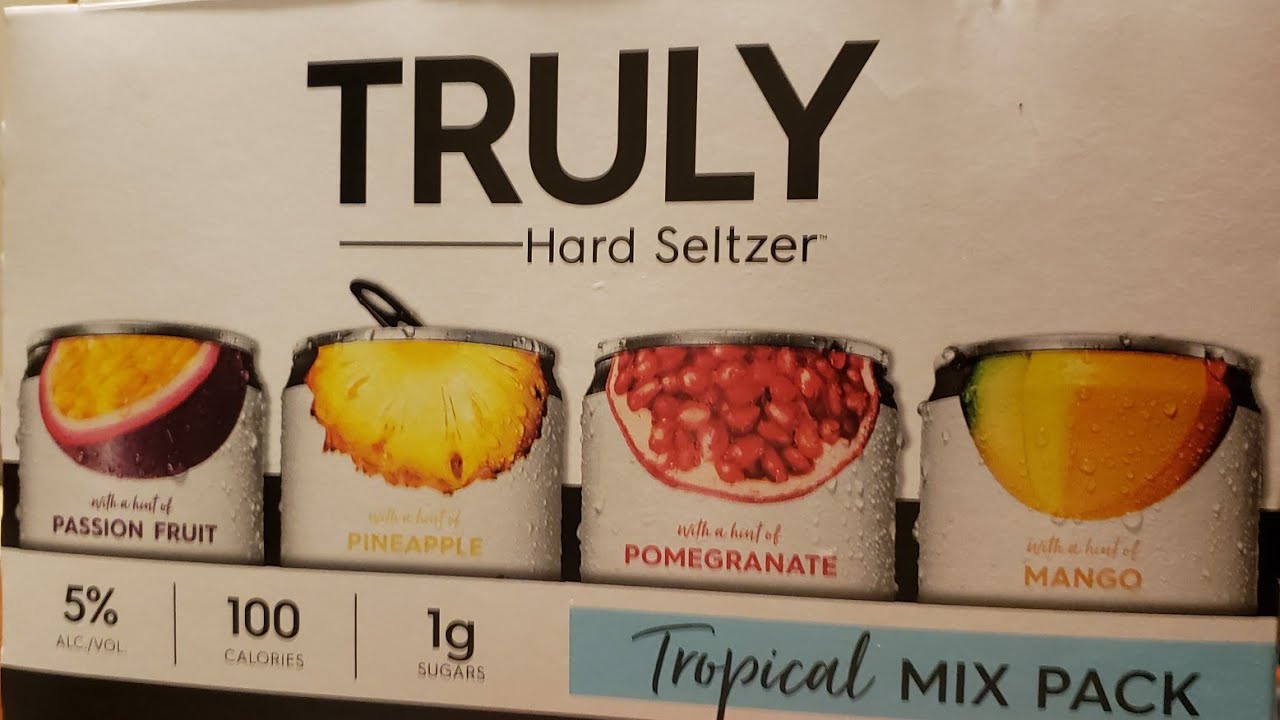 TRULY
Hard Seltzer™
with a hint of
PASSION FRUIT
with a hint of
PINEAPPLE
with a hint of
POMEGRANATE
with a hint of
MANGO
5%
ALC./VOL.
100
CALORIES
1g
SUGARS
Tropical MIX PACK